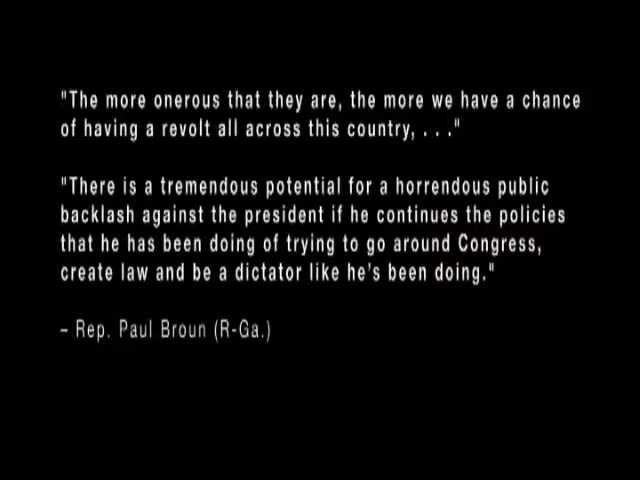 "The more onerous that they are, the more we have a chance
of having a revolt all across this country, . . ."
"There is a tremendous potential for a horrendous public
backlash against the president if he continues the policies
that he has been doing of trying to go around Congress,
create law and be a dictator like he's been doing."
– Rep. Paul Broun (R-Ga.)